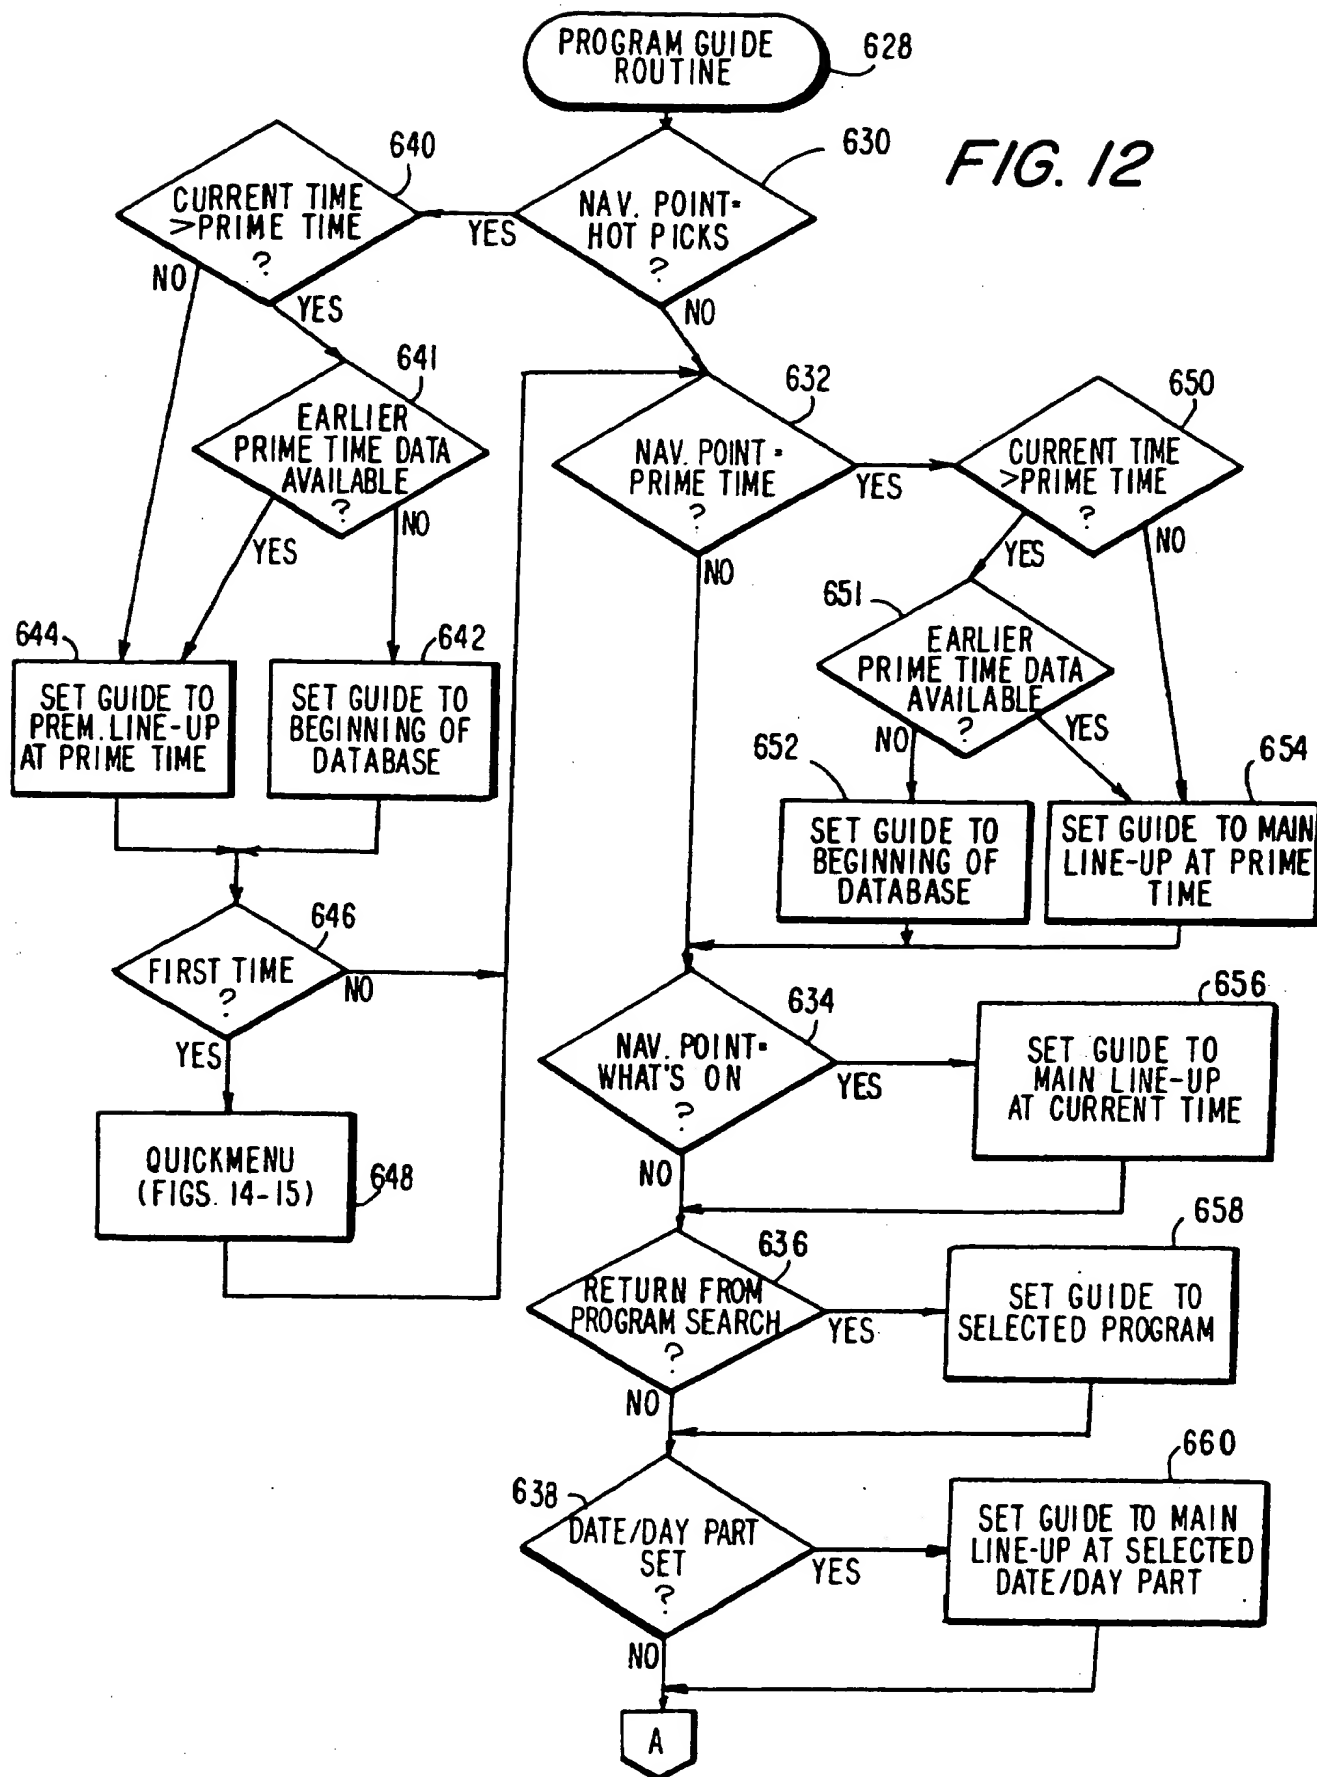 PROGRAM GUIDE
ROUTINE
628
FIG. 12
640
CURRENT TIME
>PRIME TIME
?
YES
NO
YES
630
NAV. POINT=
HOT PICKS
?
NO
641
EARLIER
PRIME TIME DATA
AVAILABLE
?
YES
NO
632
NAV. POINT=
PRIME TIME
?
YES
NO
650
CURRENT TIME
>PRIME TIME
?
YES
NO
651
EARLIER
PRIME TIME DATA
AVAILABLE
?
NO
YES
644
SET GUIDE TO
PREM. LINE-UP
AT PRIME TIME
642
SET GUIDE TO
BEGINNING OF
DATABASE
652
SET GUIDE TO
BEGINNING OF
DATABASE
654
SET GUIDE TO MAIN
LINE-UP AT PRIME
TIME
646
FIRST TIME
?
NO
YES
QUICKMENU
(FIGS. 14-15)
648
634
NAV. POINT=
WHAT'S ON
?
YES
NO
656
SET GUIDE TO
MAIN LINE-UP
AT CURRENT TIME
636
RETURN FROM
PROGRAM SEARCH
?
YES
NO
658
SET GUIDE TO
SELECTED PROGRAM
638
DATE/DAY PART
SET
?
YES
NO
660
SET GUIDE TO MAIN
LINE-UP AT SELECTED
DATE/DAY PART
A